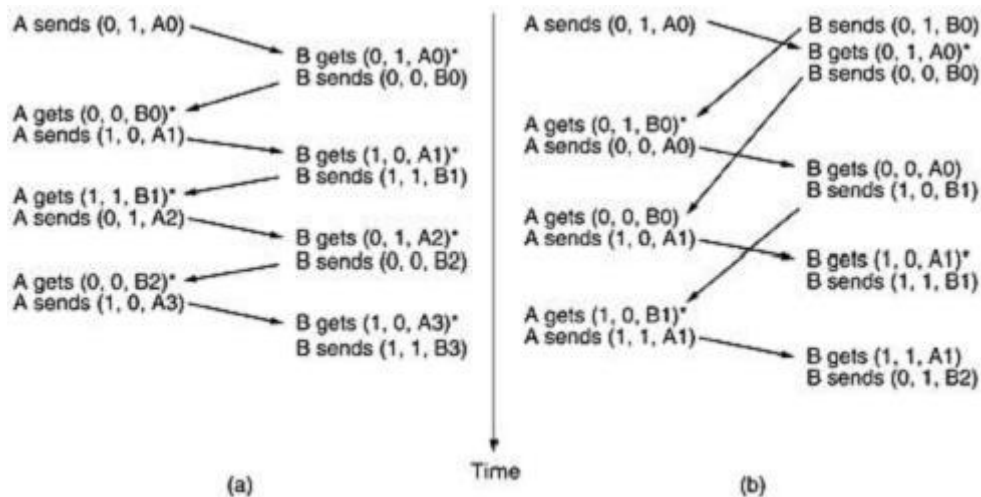 A sends (0, 1, A0)
B gets (0, 1, A0)*
B sends (0, 0, B0)
A gets (0, 0, B0)*
A sends (1, 0, A1)
B gets (1, 0, A1)*
B sends (1, 1, B1)
A gets (1, 1, B1)*
A sends (0, 1, A2)
B gets (0, 1, A2)*
B sends (0, 0, B2)
A gets (0, 0, B2)*
A sends (1, 0, A3)
B gets (1, 0, A3)*
B sends (1, 1, B3)
(a)
Time
A sends (0, 1, A0)
B sends (0, 1, B0)
B gets (0, 1, A0)*
B sends (0, 0, B0)
A gets (0, 1, B0)*
A sends (0, 0, A0)
B gets (0, 0, A0)
B sends (1, 0, B1)
A gets (0, 0, B0)
A sends (1, 0, A1)
B gets (1, 0, A1)*
B sends (1, 1, B1)
A gets (1, 0, B1)*
A sends (1, 1, A1)
B gets (1, 1, A1)
B sends (0, 1, B2)
(b)